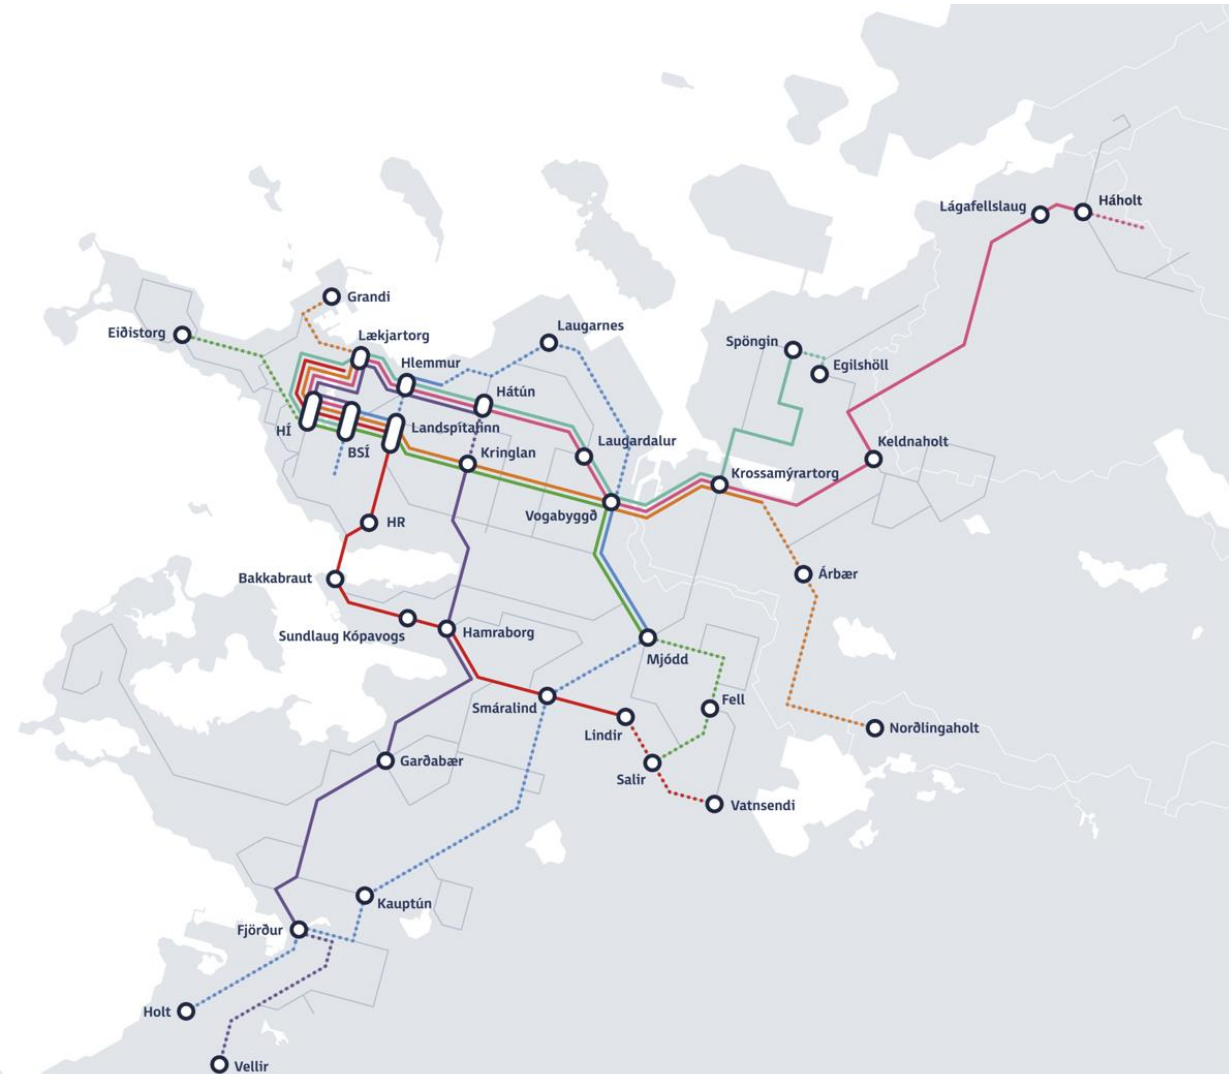 Lágafellslaug
Háholt
Grandi
Eiðistorg
Lækjartorg
Laugarnes
Hlemmur
Spöngin
Egilshöll
Hátún
HÍ
BSÍ
Landspítalinn
Kringlan
Laugardalur
Keldnaholt
Krossamýrartorg
Vogabyggð
HR
Bakkabraut
Árbær
Sundlaug Kópavogs
Hamraborg
Mjódd
Smáralind
Fell
Lindir
Norðlingaholt
Garðabær
Salir
Vatnsendi
Kauptún
Fjörður
Holt
Vellir